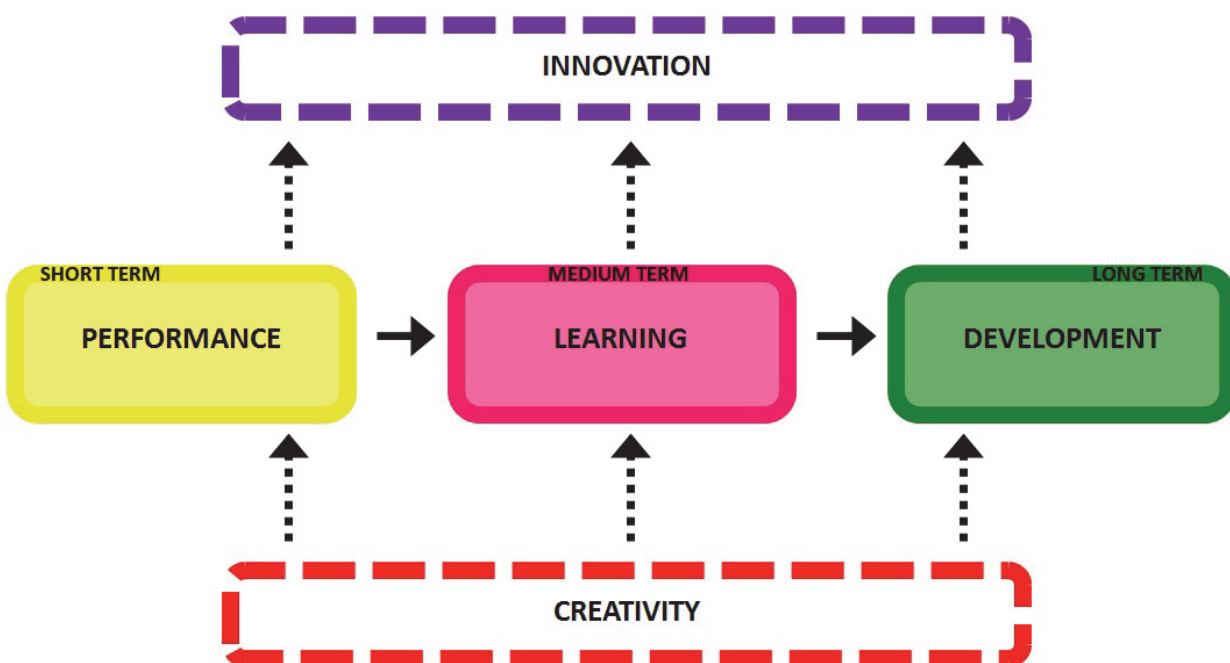 INNOVATION
SHORT TERM
MEDIUM TERM
LONG TERM
PERFORMANCE
LEARNING
DEVELOPMENT
CREATIVITY